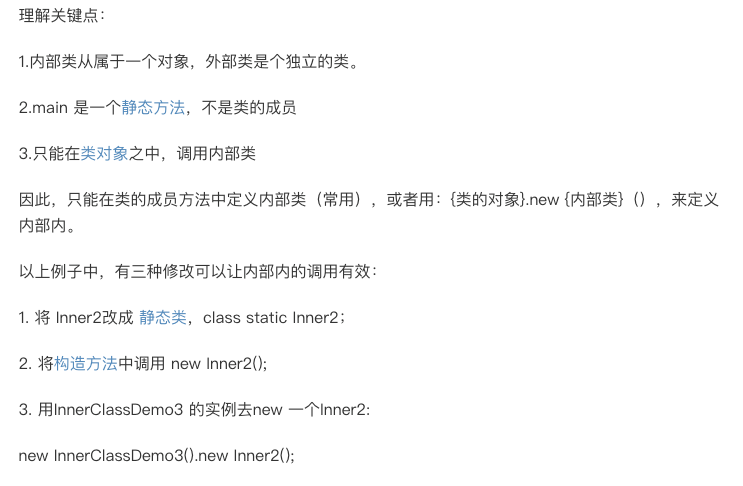 理解关键点：
1.内部类从属于一个对象，外部类是个独立的类。
2.main 是一个静态方法，不是类的成员
3.只能在类对象之中，调用内部类
因此，只能在类的成员方法中定义内部类（常用），或者用：{类的对象}.new {内部类}（），来定义
内部内。
以上例子中，有三种修改可以让内部内的调用有效：
1. 将 Inner2改成 静态类，class static Inner2；
2. 将构造方法中调用 new Inner2();
3. 用InnerClassDemo3 的实例去new 一个Inner2:
new InnerClassDemo3().new Inner2();